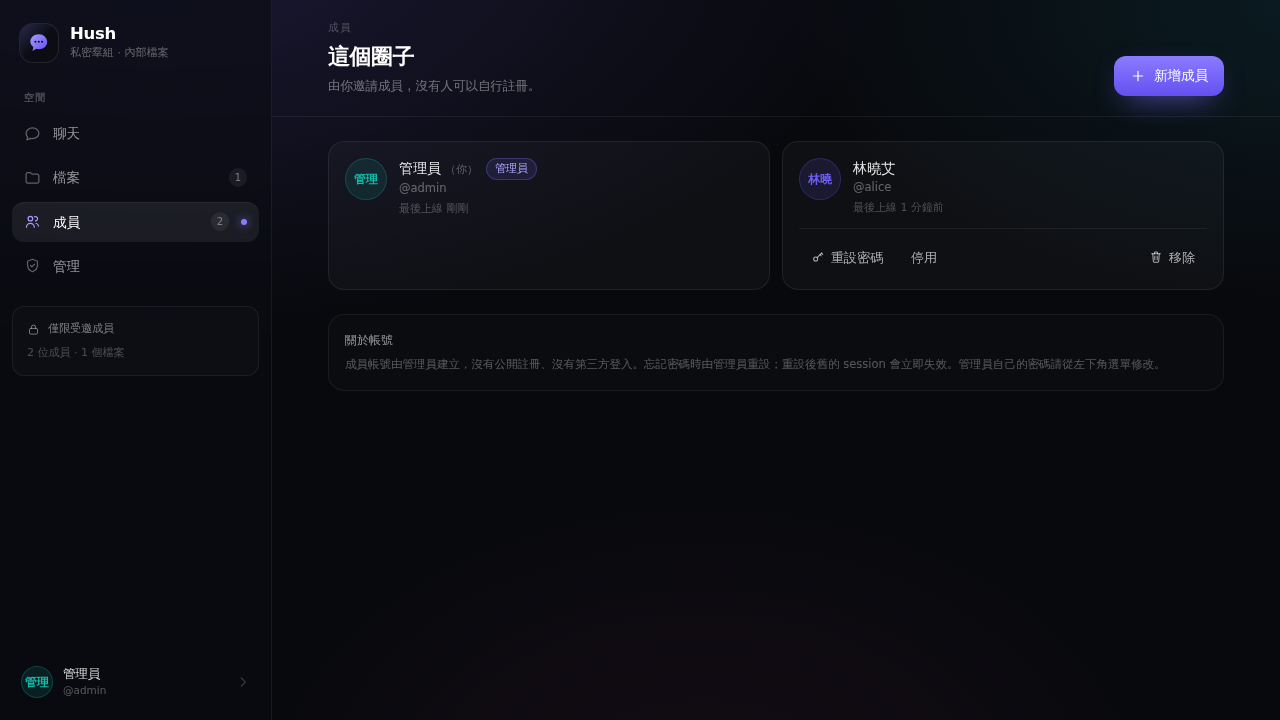 Hush
私密羣組 · 內部檔案
空間
聊天
檔案 1
成員 2
管理
僅限受邀成員
2 位成員 · 1 個檔案
管理 管理員
@admin
成員
這個圈子
由你邀請成員，沒有人可以自行註冊。
新增成員
管理 管理員 （你） 管理員
@admin
最後上線 剛剛
林曉 林曉艾
@alice
最後上線 1 分鐘前
重設密碼 停用 移除
關於帳號
成員帳號由管理員建立，沒有公開註冊、沒有第三方登入。忘記密碼時由管理員重設；重設後舊的 session 會立即失效。管理員自己的密碼請從左下角選單修改。